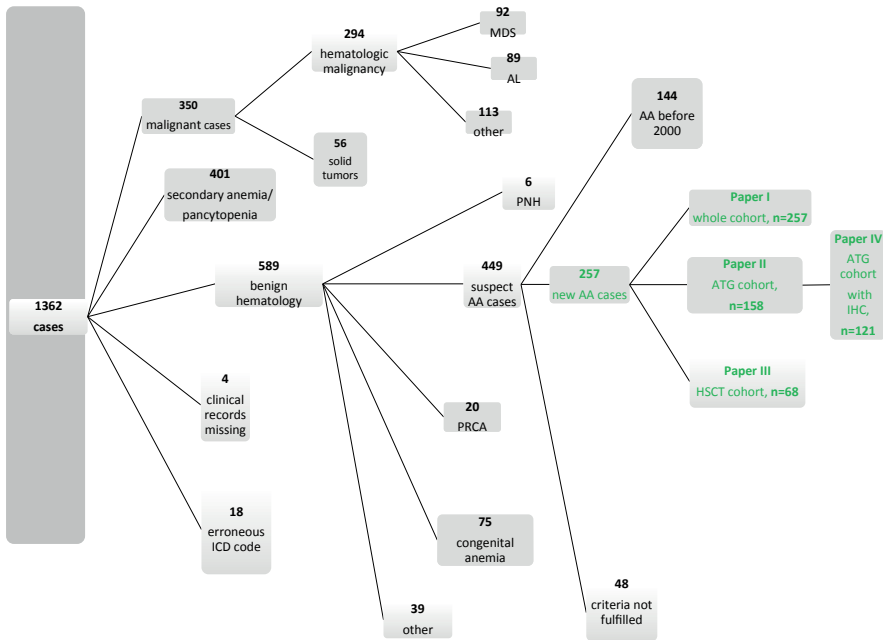 1362
cases
350
malignant cases
294
hematologic
malignancy
92
MDS
89
AL
113
other
56
solid
tumors
401
secondary anemia/
pancytopenia
589
benign
hematology
6
PNH
449
suspect
AA cases
144
AA before
2000
257
new AA cases
Paper I
whole cohort, n=257
Paper II
ATG cohort,
n=158
Paper IV
ATG
cohort
with
IHC,
n=121
Paper III
HSCT cohort, n=68
48
criteria not
fulfilled
20
PRCA
75
congenital
anemia
39
other
4
clinical
records
missing
18
erroneous
ICD code